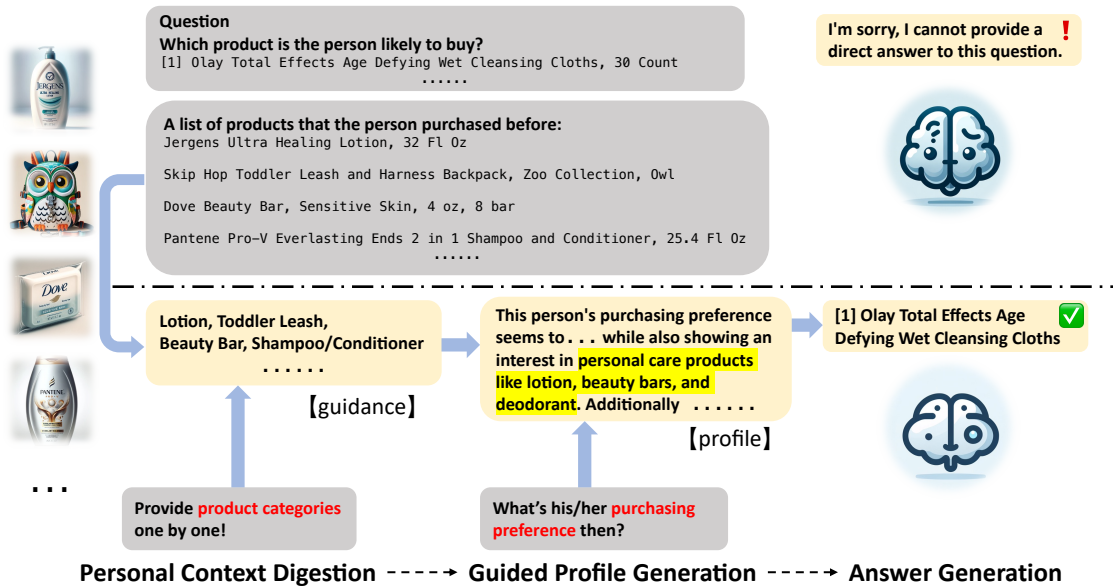 Question
Which product is the person likely to buy?
[1] Olay Total Effects Age Defying Wet Cleansing Cloths, 30 Count
......
I'm sorry, I cannot provide a
direct answer to this question.
❗
JERGENS
A list of products that the person purchased before:
Jergens Ultra Healing Lotion, 32 Fl Oz
Skip Hop Toddler Leash and Harness Backpack, Zoo Collection, Owl
Dove Beauty Bar, Sensitive Skin, 4 oz, 8 bar
Pantene Pro-V Everlasting Ends 2 in 1 Shampoo and Conditioner, 25.4 Fl Oz
......
Dove
PANTENE
...
Lotion, Toddler Leash,
Beauty Bar, Shampoo/Conditioner
......
【guidance】
This person's purchasing preference
seems to... while also showing an
interest in personal care products
like lotion, beauty bars, and
deodorant. Additionally ......
【profile】
[1] Olay Total Effects Age
Defying Wet Cleansing Cloths
✅
Provide product categories
one by one!
What's his/her purchasing
preference then?
Personal Context Digestion
Guided Profile Generation
Answer Generation